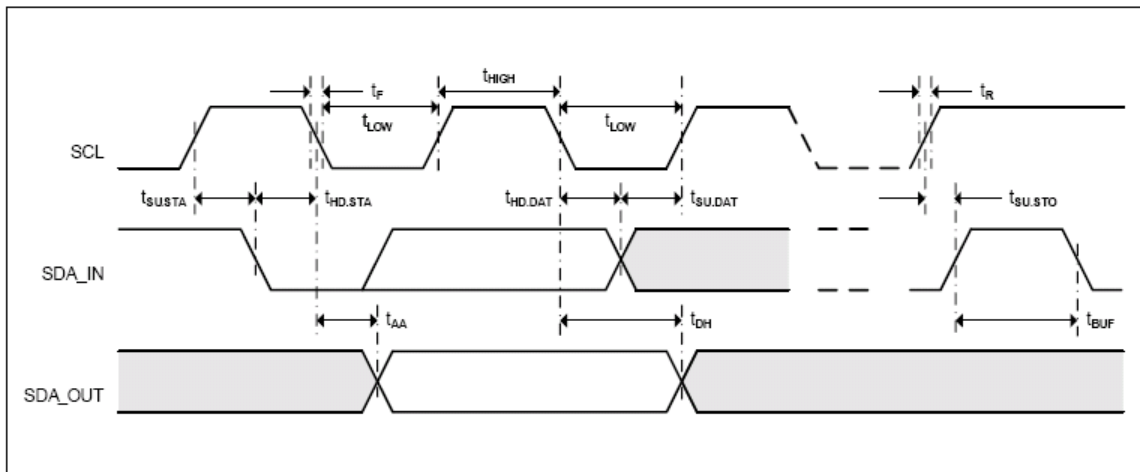 tF
tHIGH
tR
tLOW
tLOW
SCL
tSU.STA
tHD.STA
tHD.DAT
tSU.DAT
tSU.STO
SDA_IN
tAA
tDH
tBUF
SDA_OUT